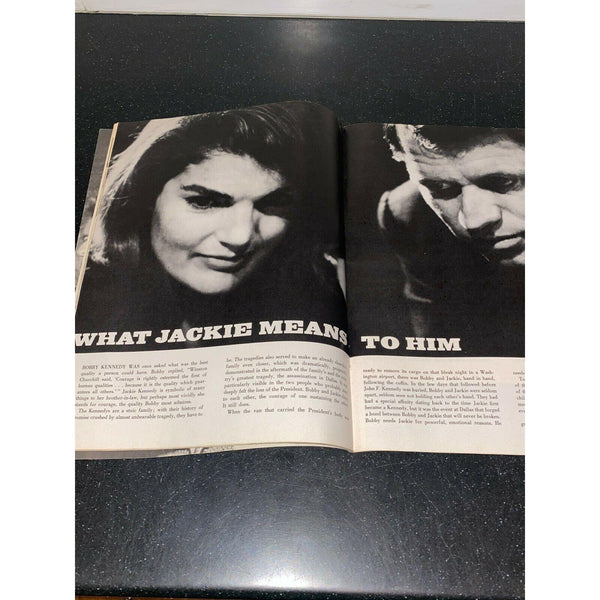 WHAT JACKIE MEANS TO HIM
BOBBY KENNEDY WAS once asked what was the best
quality a person could have. Bobby replied, "Winston
Churchill said, 'Courage is rightly esteemed the first of
human qualities . . . because it is the quality which guar-
antees all others.'" Jackie Kennedy is symbolic of many
things to her brother-in-law, but perhaps most vividly she
stands for courage, the quality Bobby most admires.
The Kennedys are a stoic family; with their history of
promise crushed by almost unbearable tragedy, they have to
be. The tragedies also served to make an already
family even closer, which was dramatically
demonstrated in the aftermath of the family's
try's greatest tragedy, the assassination in Dallas
particularly visible in the two people who
felt the loss of the President. Bobby and Jackie
to each other, the courage of one sustaining the
It still does.
When the van that carried the President's body
ready to remove its cargo on that bleak night in a Wash-
ington airport, there was Bobby and Jackie, hand in hand,
following the coffin. In the few days that followed before
John F. Kennedy was buried, Bobby and Jackie were seldom
apart, seldom seen not holding each other's hand. They had
had a special affinity dating back to the time Jackie first
became a Kennedy, but it was the event at Dallas that forged
a bond between Bobby and Jackie that will never be broken.
Bobby needs Jackie for powerful, emotional reasons. He